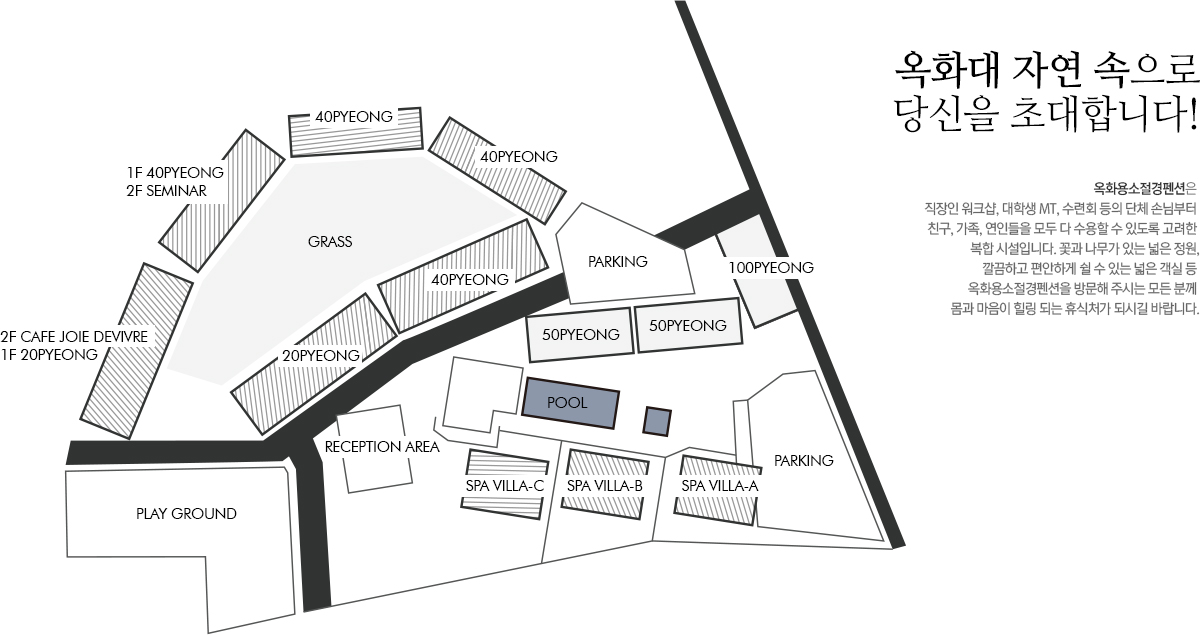 옥화대 자연 속으로
당신을 초대합니다!
옥화용소절경펜션은
직장인 워크샵, 대학생 MT, 수련회 등의 단체 손님부터
친구, 가족, 연인들을 모두 다 수용할 수 있도록 고려한
복합 시설입니다. 꽃과 나무가 있는 넓은 정원,
깔끔하고 편안하게 쉴 수 있는 넓은 객실 등
옥화용소절경펜션을 방문해 주시는 모든 분께
몸과 마음이 힐링 되는 휴식처가 되시길 바랍니다.
40PYEONG
40PYEONG
1F 40PYEONG
2F SEMINAR
GRASS
PARKING
100PYEONG
40PYEONG
50PYEONG
50PYEONG
2F CAFE JOIE DEVIVRE
1F 20PYEONG
20PYEONG
POOL
RECEPTION AREA
PARKING
SPA VILLA-C
SPA VILLA-B
SPA VILLA-A
PLAY GROUND